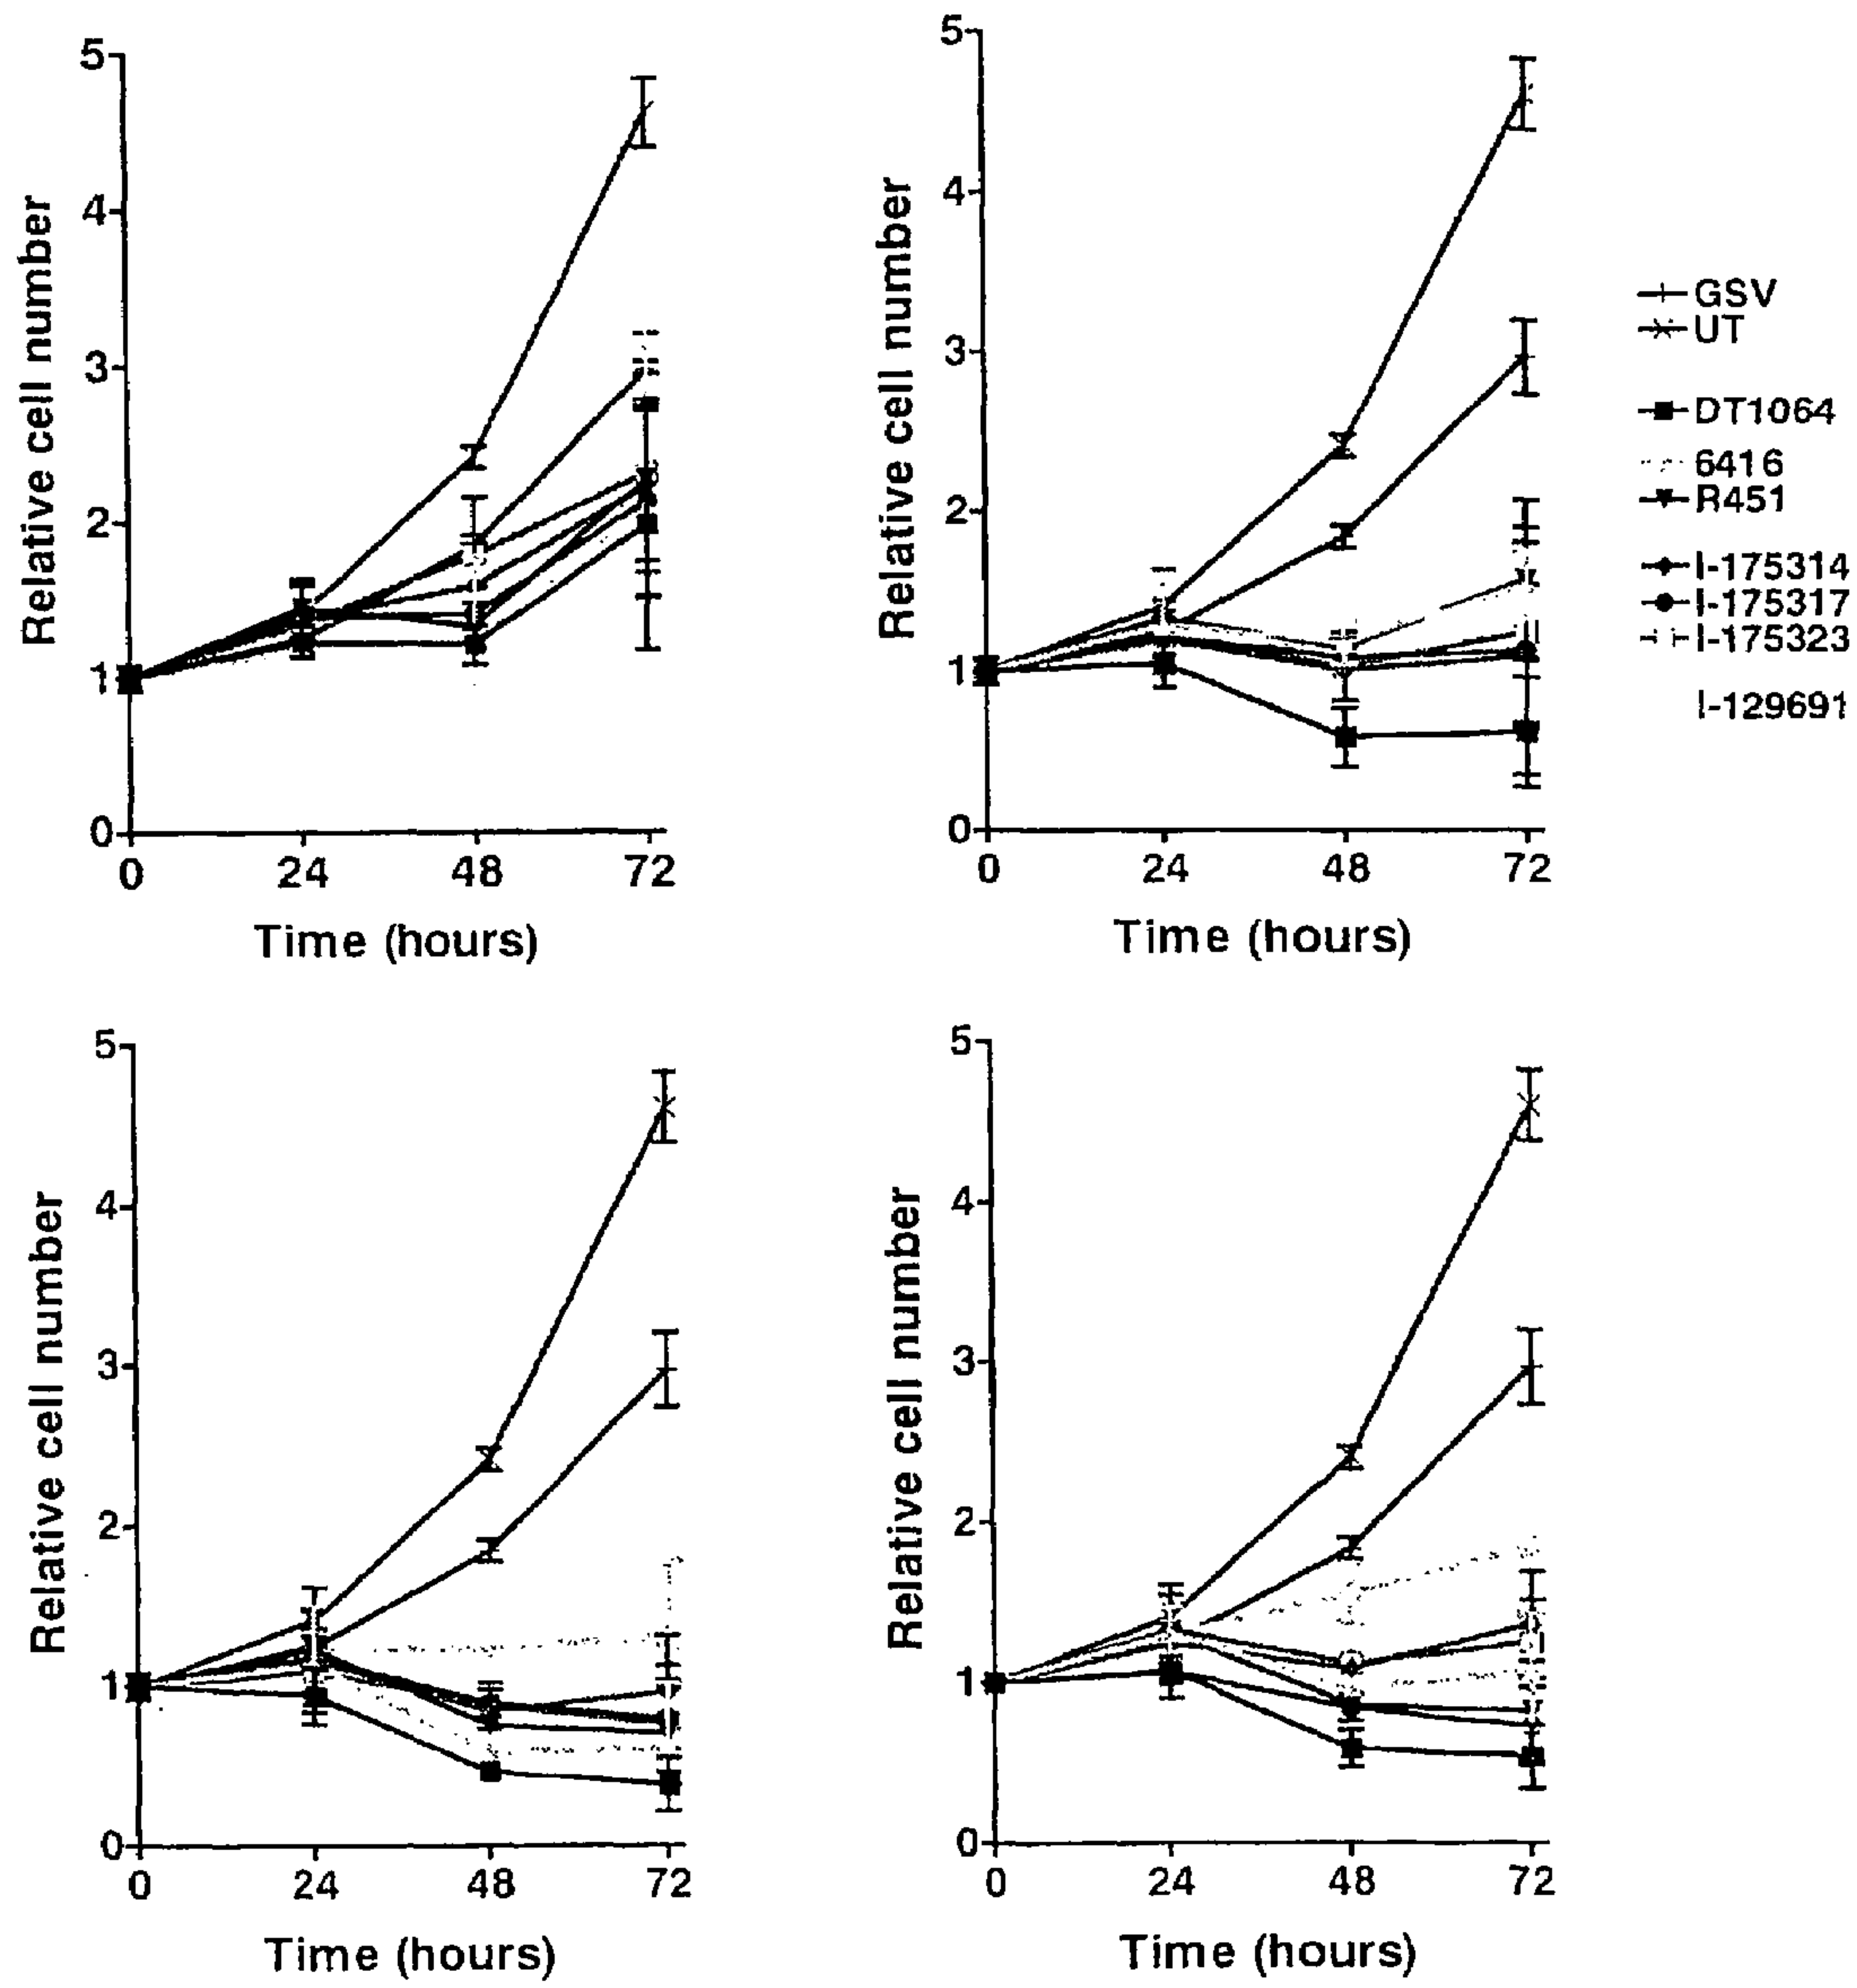 5
4
3
2
1
0
Relative cell number
0 24 48 72
Time (hours)
5
4
3
2
1
0
Relative cell number
0 24 48 72
Time (hours)
GSV
UT
DT1064
6416
R451
I-175314
I-175317
I-175323
I-129691
5
4
3
2
1
0
Relative cell number
0 24 48 72
Time (hours)
5
4
3
2
1
0
Relative cell number
0 24 48 72
Time (hours)